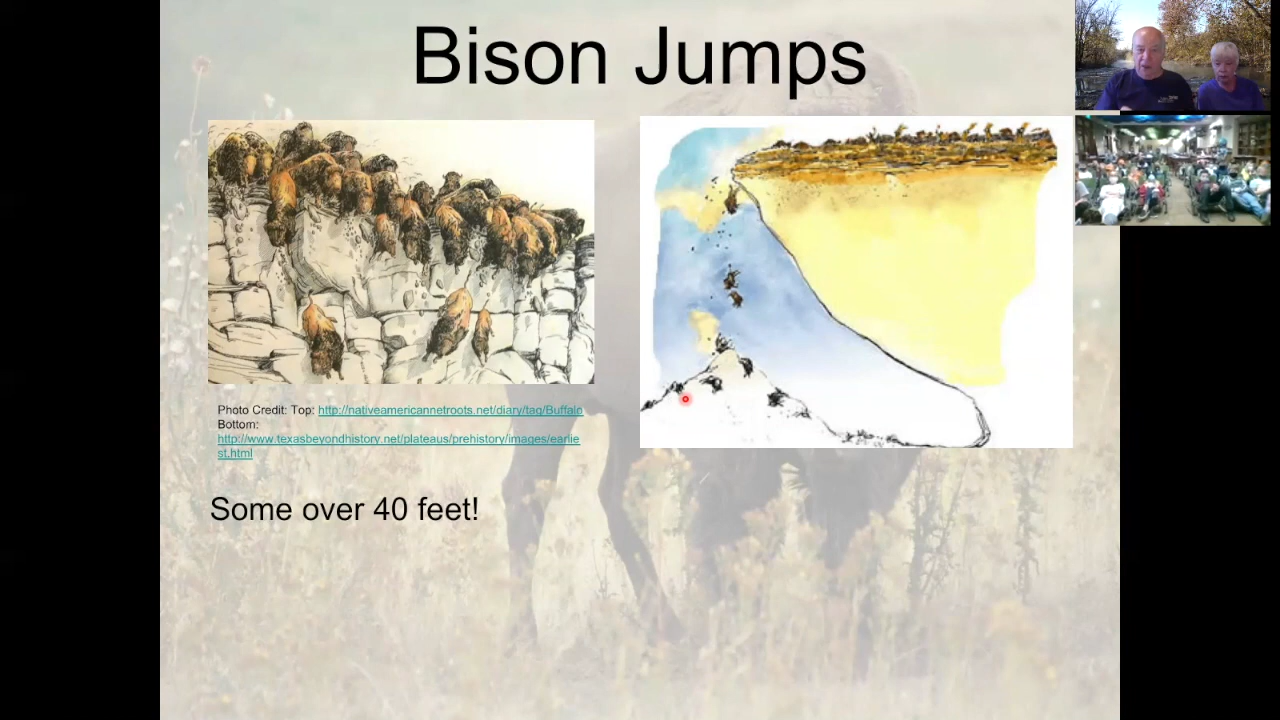 Bison Jumps
Photo Credit: Top: http://nativeamericannetroots.net/diary/tag/Buffalo
Bottom:
http://www.texasbeyondhistory.net/plateaus/prehistory/images/earlie
st.html
Some over 40 feet!